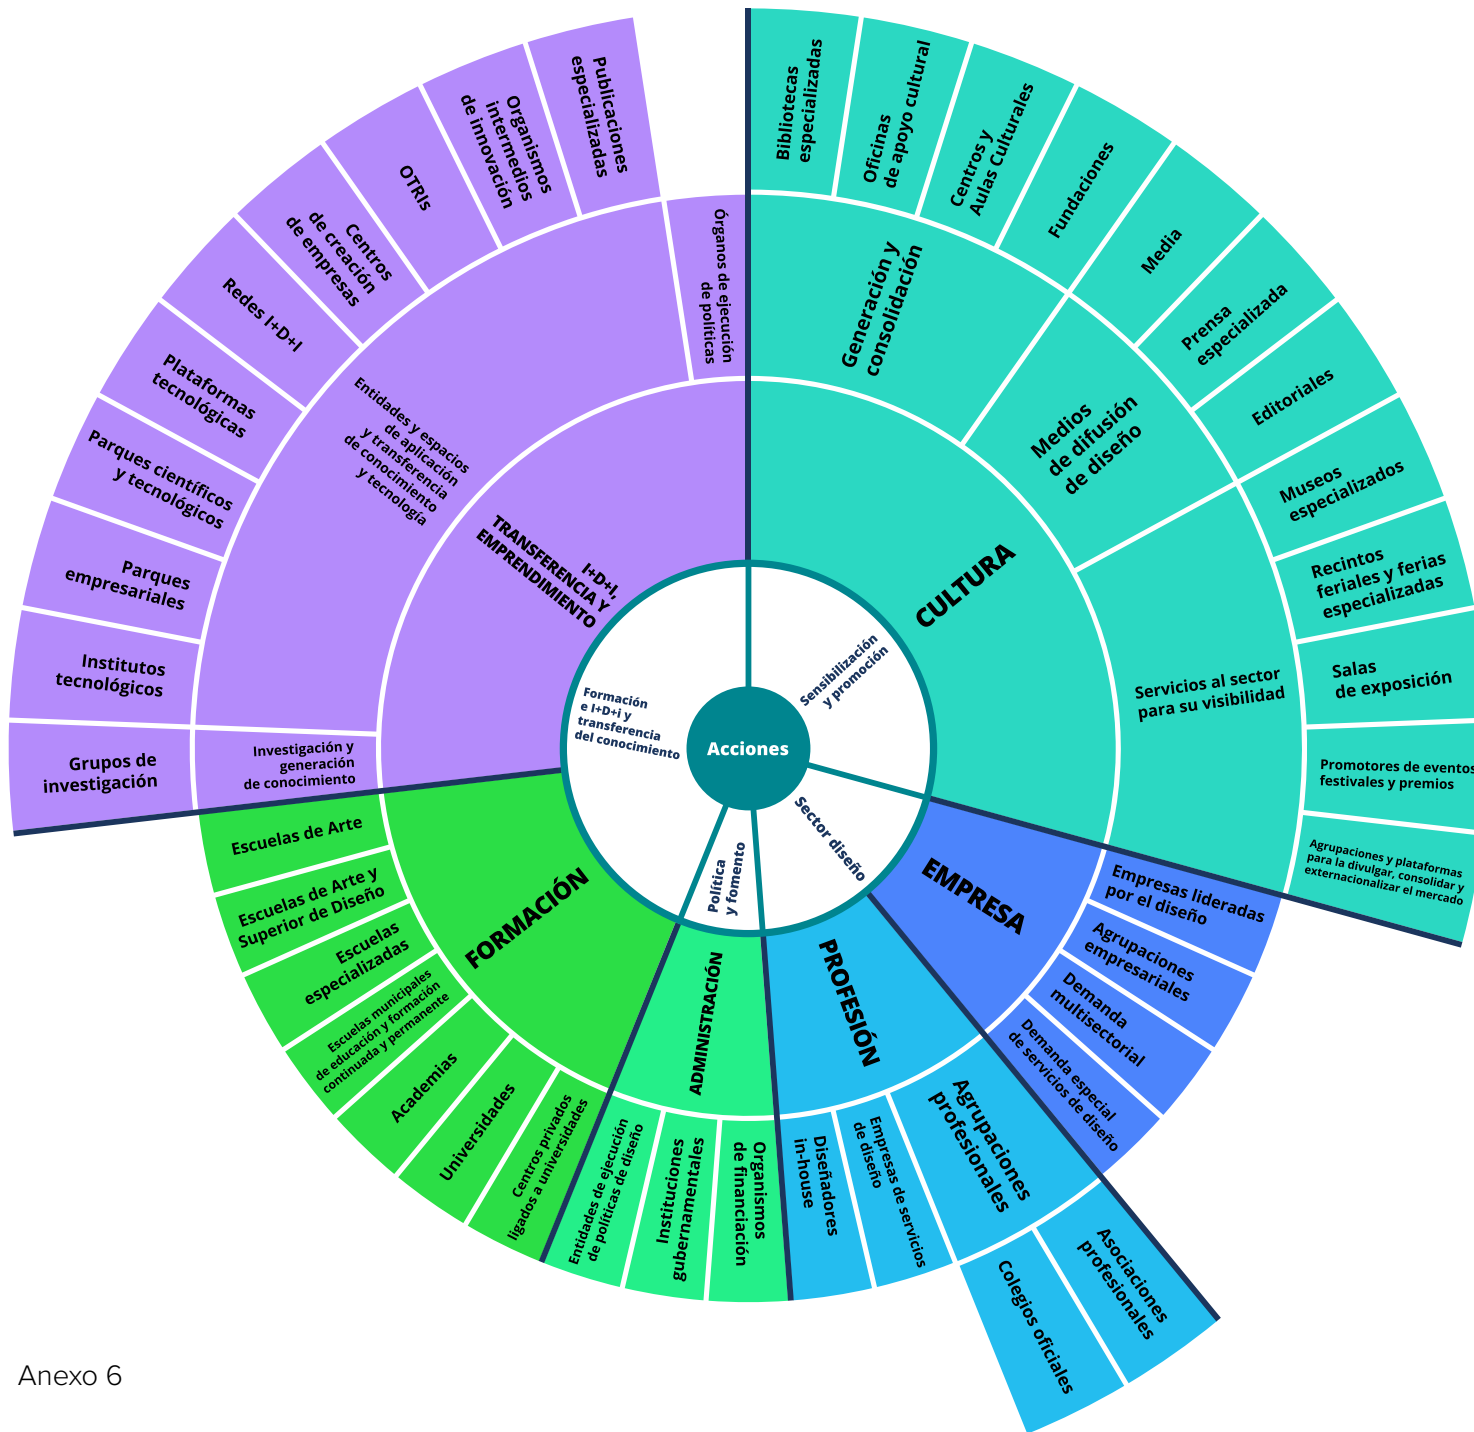 Acciones
Sensibilización
y promoción
Sector diseño
Política
y fomento
Formación
e I+D+i y
transferencia
del conocimiento
CULTURA
Generación y
consolidación
Bibliotecas
especializadas
Oficinas
de apoyo cultural
Centros y
Aulas Culturales
Fundaciones
Medios
de difusión
de diseño
Media
Prensa
especializada
Editoriales
Servicios al sector
para su visibilidad
Museos
especializados
Recintos
feriales y ferias
especializadas
Salas
de exposición
Promotores de eventos
festivales y premios
Agrupaciones y plataformas
para la divulgar, consolidar y
externacionalizar el mercado
EMPRESA
Empresas lideradas
por el diseño
Agrupaciones
empresariales
Demanda
multisectorial
Demanda especial
de servicios de diseño
PROFESIÓN
Agrupaciones
profesionales
Asociaciones
profesionales
Colegios oficiales
Empresas de servicios
de diseño
Diseñadores
in-house
ADMINISTRACIÓN
Organismos
de financiación
Instituciones
gubernamentales
Entidades de ejecución
de políticas de diseño
FORMACIÓN
Centros privados
ligados a universidades
Universidades
Academias
Escuelas municipales
de educación y formación
continuada y permanente
Escuelas
especializadas
Escuelas de Arte y
Superior de Diseño
Escuelas de Arte
I+D+I,
TRANSFERENCIA Y
EMPRENDIMIENTO
Investigación y
generación
de conocimiento
Grupos de
investigación
Entidades y espacios
de aplicación
y transferencia
de conocimiento
y tecnología
Institutos
tecnológicos
Parques
empresariales
Parques científicos
y tecnológicos
Plataformas
tecnológicas
Redes I+D+I
Centros
de creación
de empresas
OTRIs
Organismos
intermedios
de innovación
Publicaciones
especializadas
Órganos de ejecución
de políticas
Anexo 6